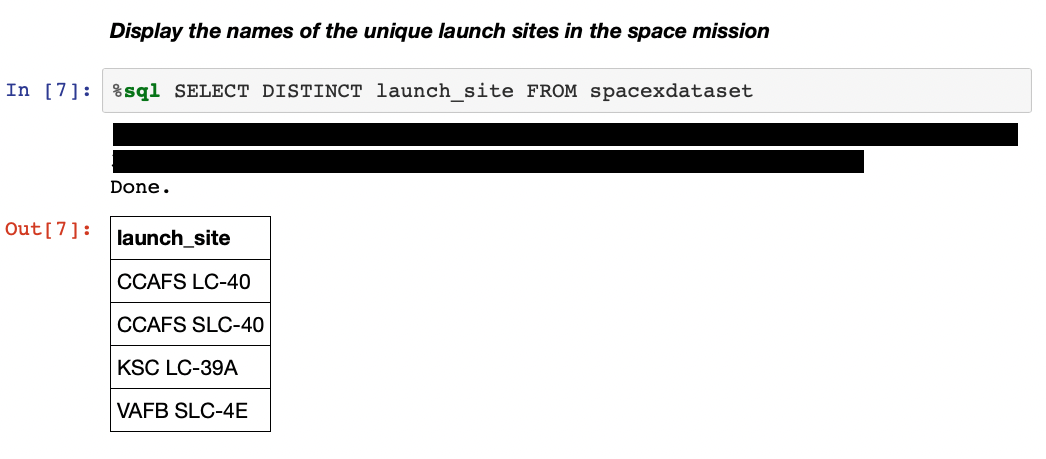 Display the names of the unique launch sites in the space mission
In [7]: %sql SELECT DISTINCT launch_site FROM spacexdataset
Done.
Out[7]:
launch_site
CCAFS LC-40
CCAFS SLC-40
KSC LC-39A
VAFB SLC-4E